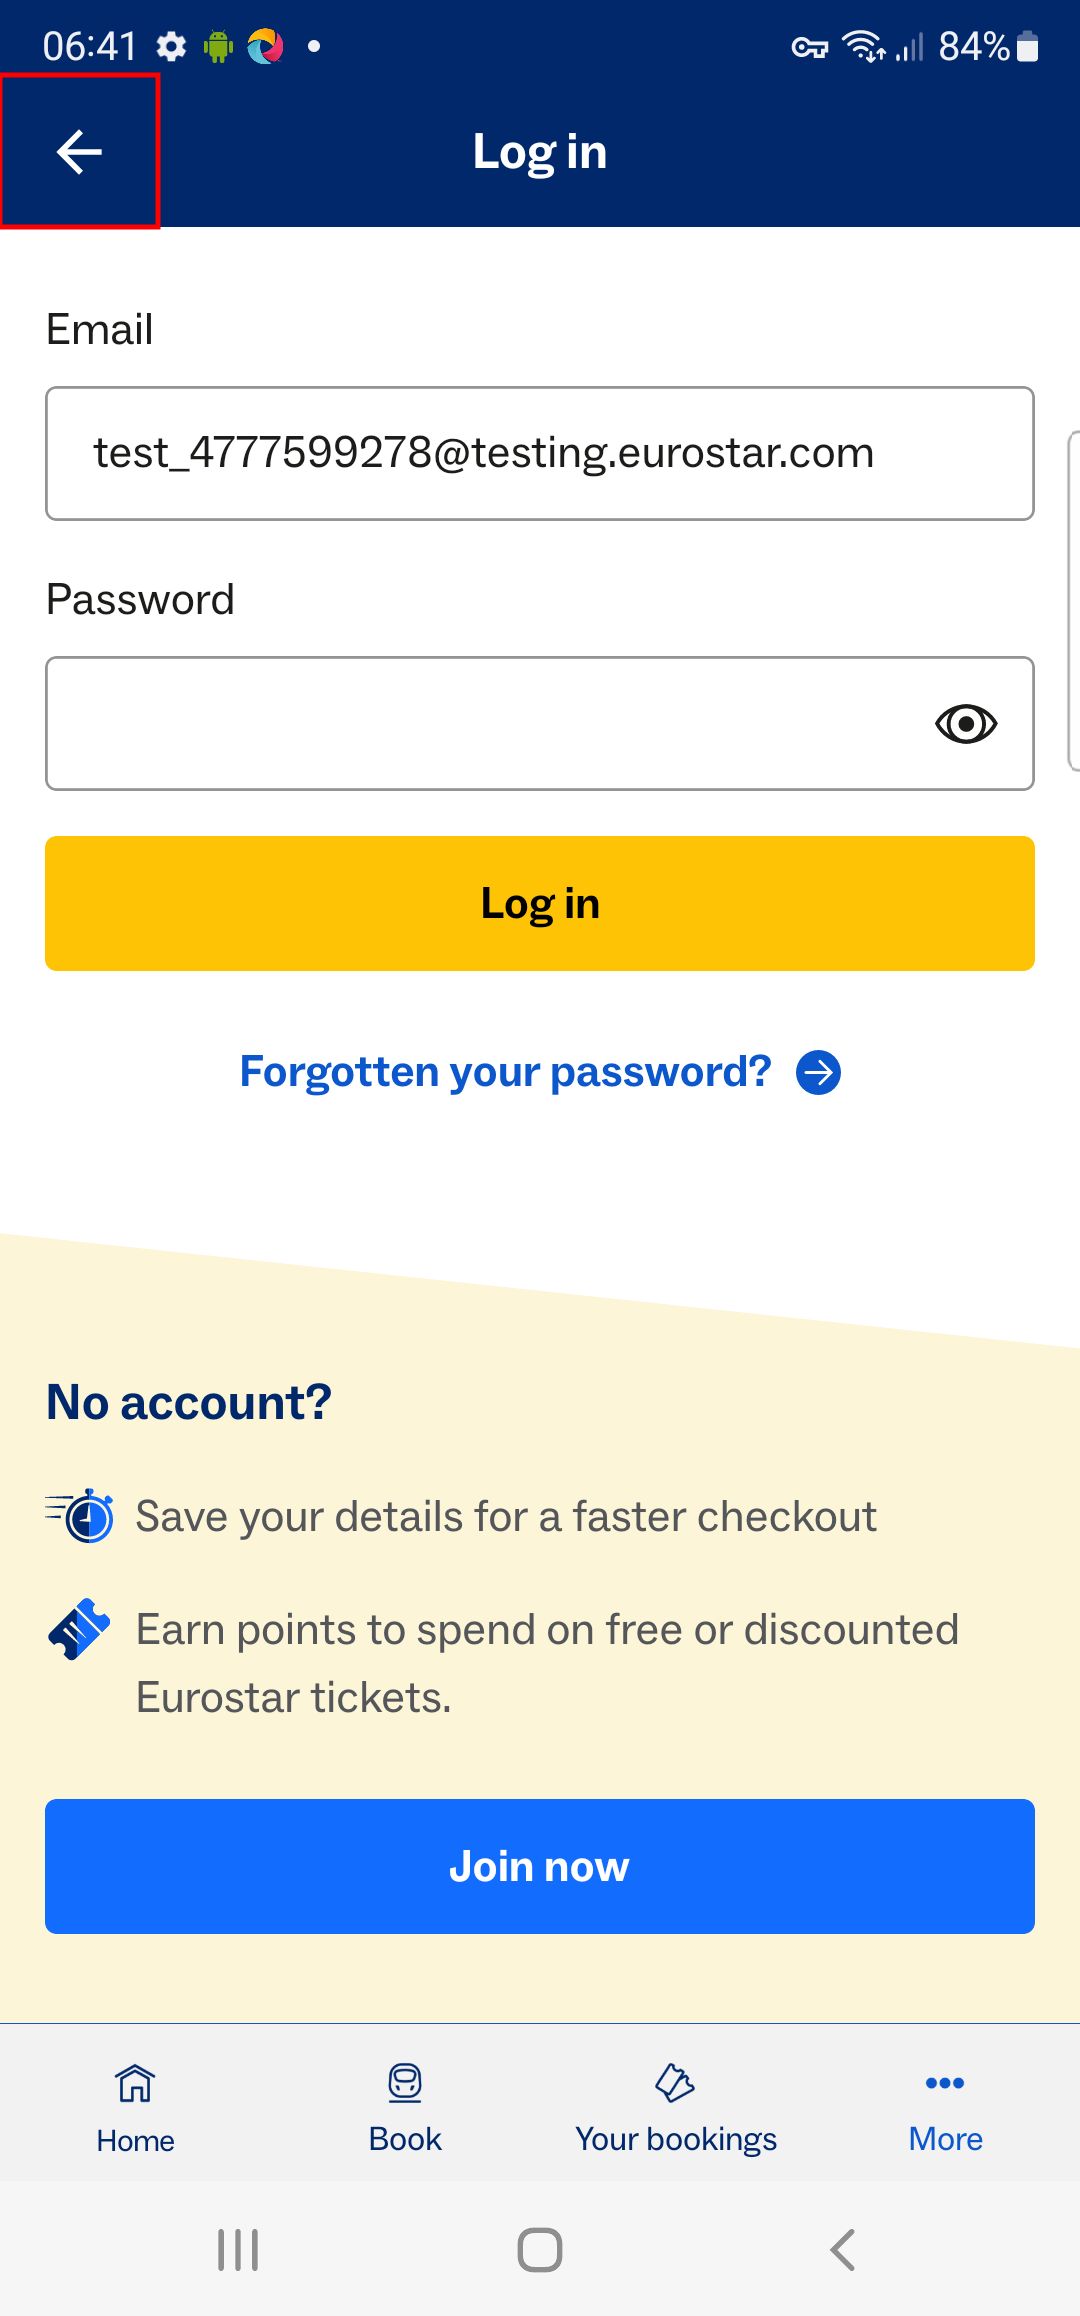 06:41
84%
Log in
Email
test_4777599278@testing.eurostar.com
Password
Log in
Forgotten your password?
No account?
Save your details for a faster checkout
Earn points to spend on free or discounted
Eurostar tickets.
Join now
Home
Book
Your bookings
More